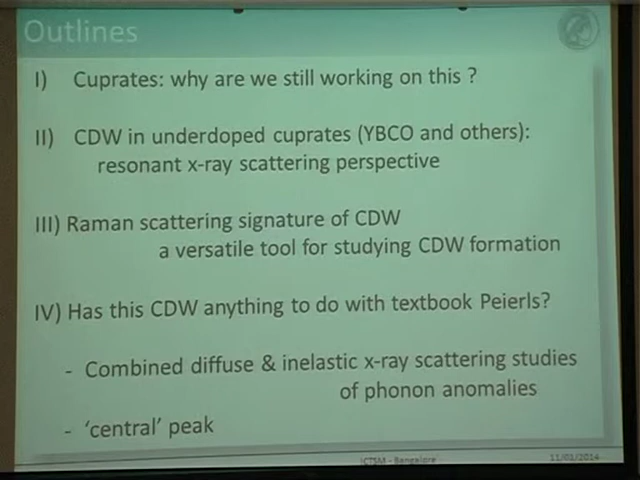 Outlines
I) Cuprates: why are we still working on this ?
II) CDW in underdoped cuprates (YBCO and others):
resonant x-ray scattering perspective
III) Raman scattering signature of CDW
a versatile tool for studying CDW formation
IV) Has this CDW anything to do with textbook Peierls?
- Combined diffuse & inelastic x-ray scattering studies
of phonon anomalies
- ‘central’ peak
ICTSM - Bangalore 11/01/2014